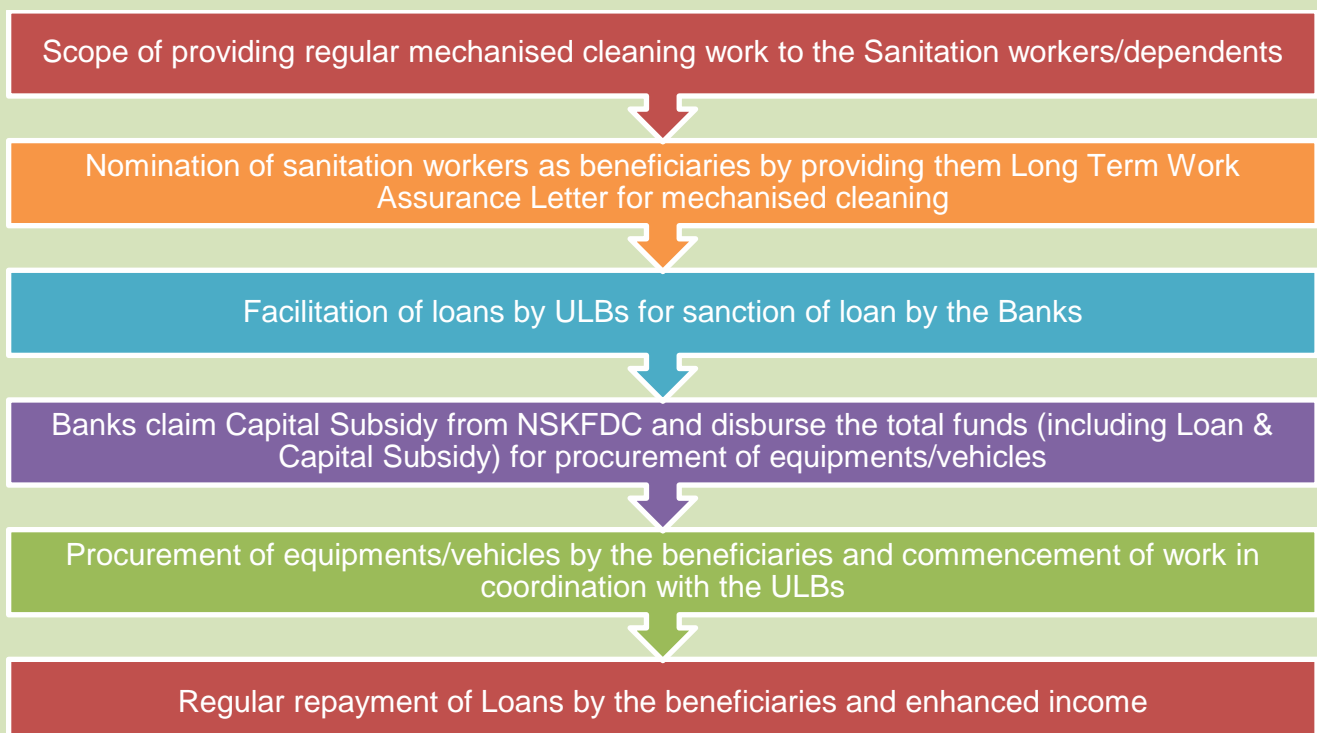 Scope of providing regular mechanised cleaning work to the Sanitation workers/dependents
Nomination of sanitation workers as beneficiaries by providing them Long Term Work
Assurance Letter for mechanised cleaning
Facilitation of loans by ULBs for sanction of loan by the Banks
Banks claim Capital Subsidy from NSKFDC and disburse the total funds (including Loan &
Capital Subsidy) for procurement of equipments/vehicles
Procurement of equipments/vehicles by the beneficiaries and commencement of work in
coordination with the ULBs
Regular repayment of Loans by the beneficiaries and enhanced income